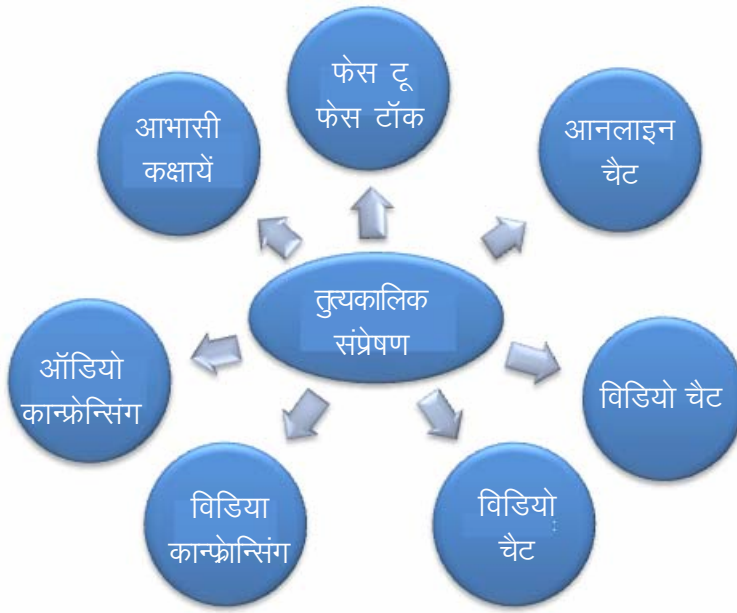 फेस टू
फेस टॉक
आभासी
कक्षायें
आनलाइन
चैट
तुत्यकालिक
संप्रेषण
ऑडियो
कान्फ्रेन्सिंग
विडियो चैट
विडिया
कान्फ्रेान्सिंग
विडियो
चैट